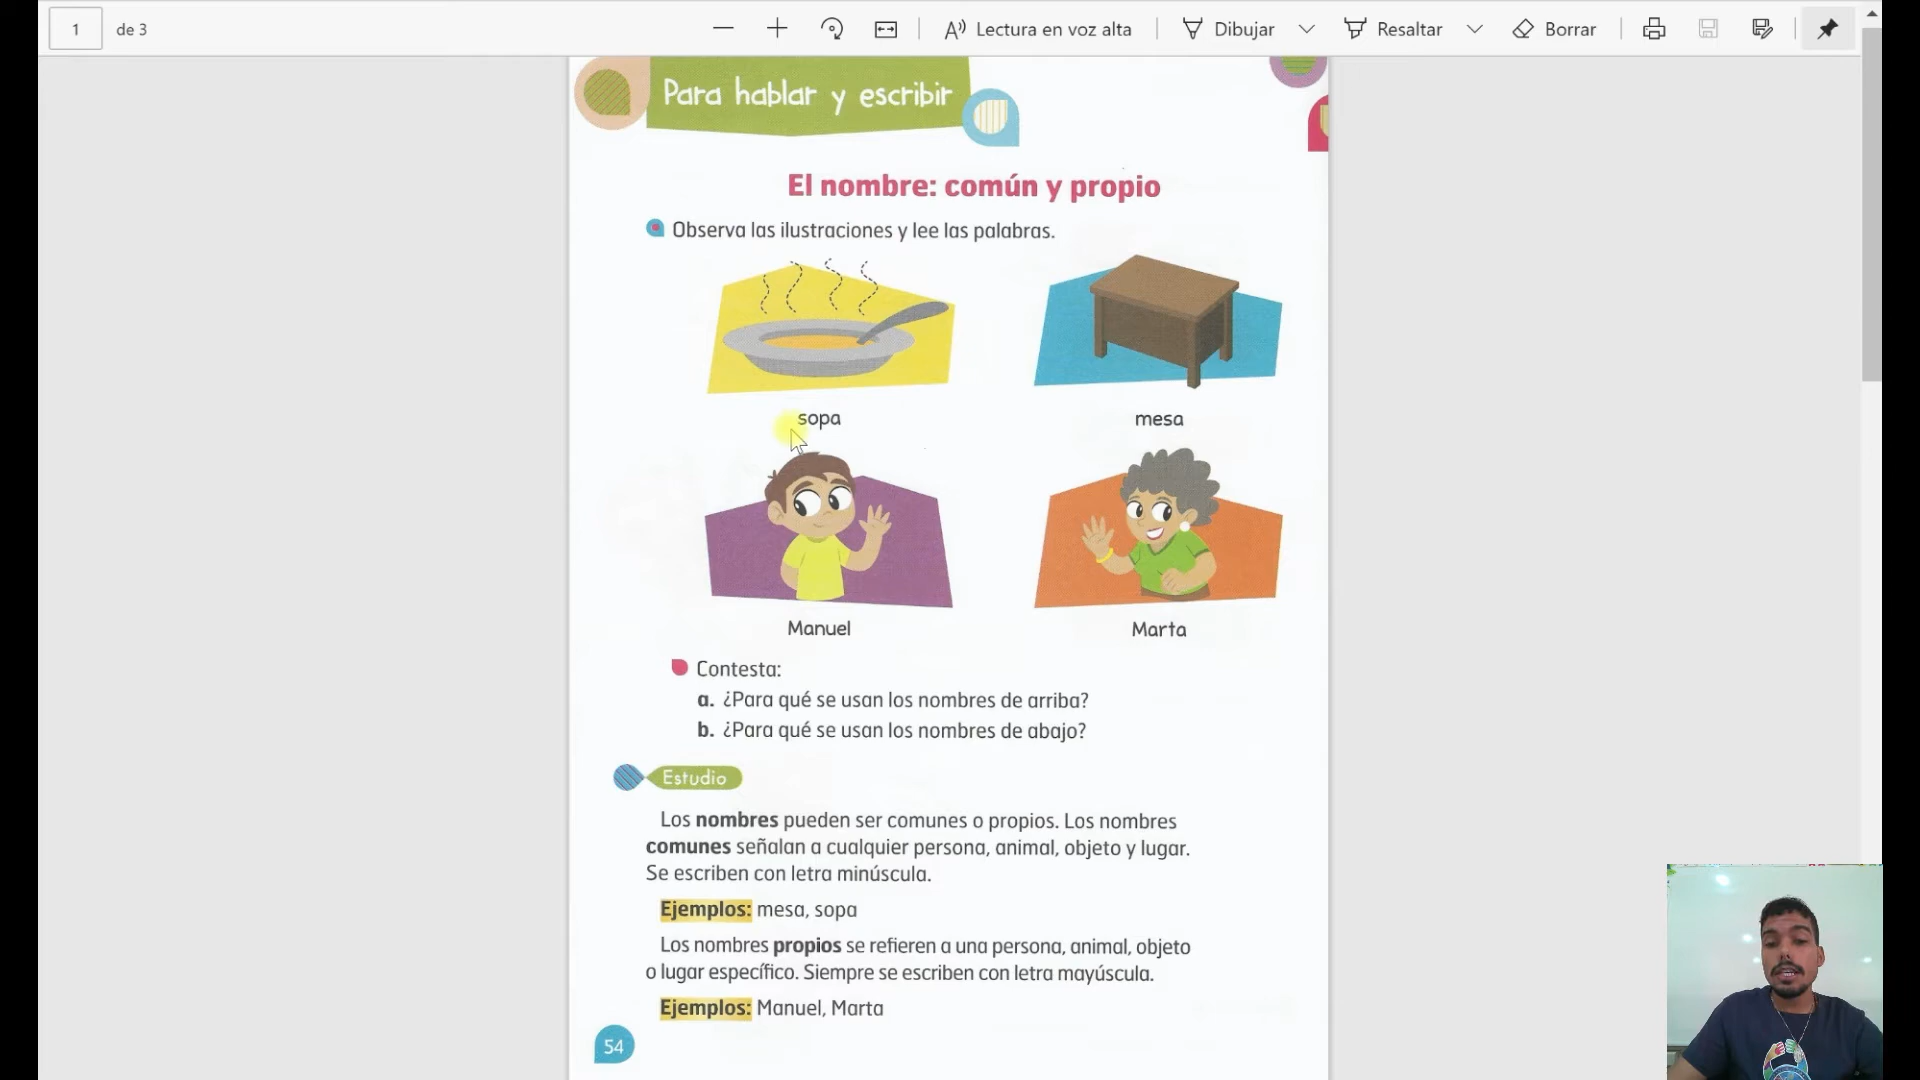 1 de 3 Lectura en voz alta Dibujar Resaltar Borrar
Para hablar y escribir
El nombre: común y propio
Observa las ilustraciones y lee las palabras.
sopa
mesa
Manuel
Marta
Contesta:
a. ¿Para qué se usan los nombres de arriba?
b. ¿Para qué se usan los nombres de abajo?
Estudio
Los nombres pueden ser comunes o propios. Los nombres
comunes señalan a cualquier persona, animal, objeto y lugar.
Se escriben con letra minúscula.
Ejemplos: mesa, sopa
Los nombres propios se refieren a una persona, animal, objeto
o lugar específico. Siempre se escriben con letra mayúscula.
Ejemplos: Manuel, Marta
54